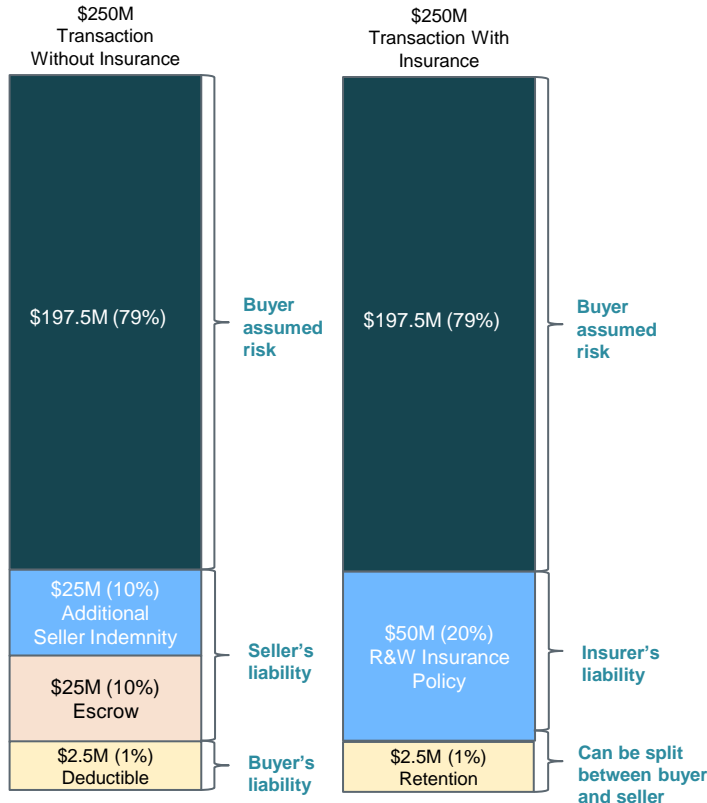 $250M
Transaction
Without Insurance
$197.5M (79%)
Buyer
assumed
risk
$25M (10%)
Additional
Seller Indemnity
$25M (10%)
Escrow
Seller's
liability
$2.5M (1%)
Deductible
Buyer's
liability
$250M
Transaction With
Insurance
$197.5M (79%)
Buyer
assumed
risk
$50M (20%)
R&W Insurance
Policy
Insurer's
liability
$2.5M (1%)
Retention
Can be split
between buyer
and seller